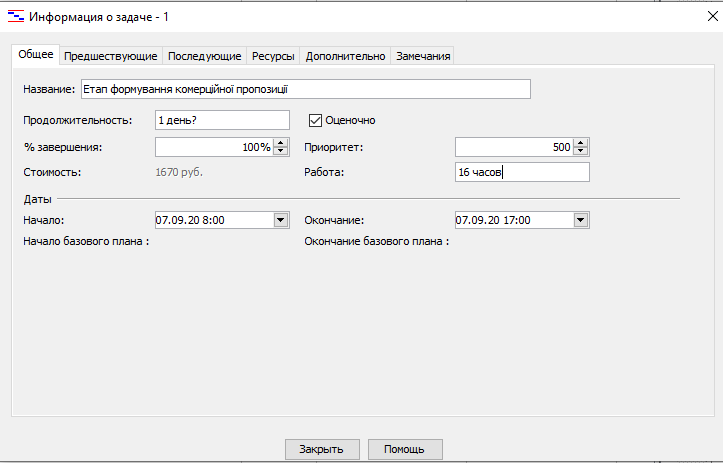 Информация о задаче - 1
Общее Предшествующие Последующие Ресурсы Дополнительно Замечания
Название: Етап формування комерційної пропозиції
Продолжительность: 1 день? Оценочно
% завершения: 100% Приоритет: 500
Стоимость: 1670 руб. Работа: 16 часов
Даты
Начало: 07.09.20 8:00 Окончание: 07.09.20 17:00
Начало базового плана : Окончание базового плана :
Закрыть Помощь